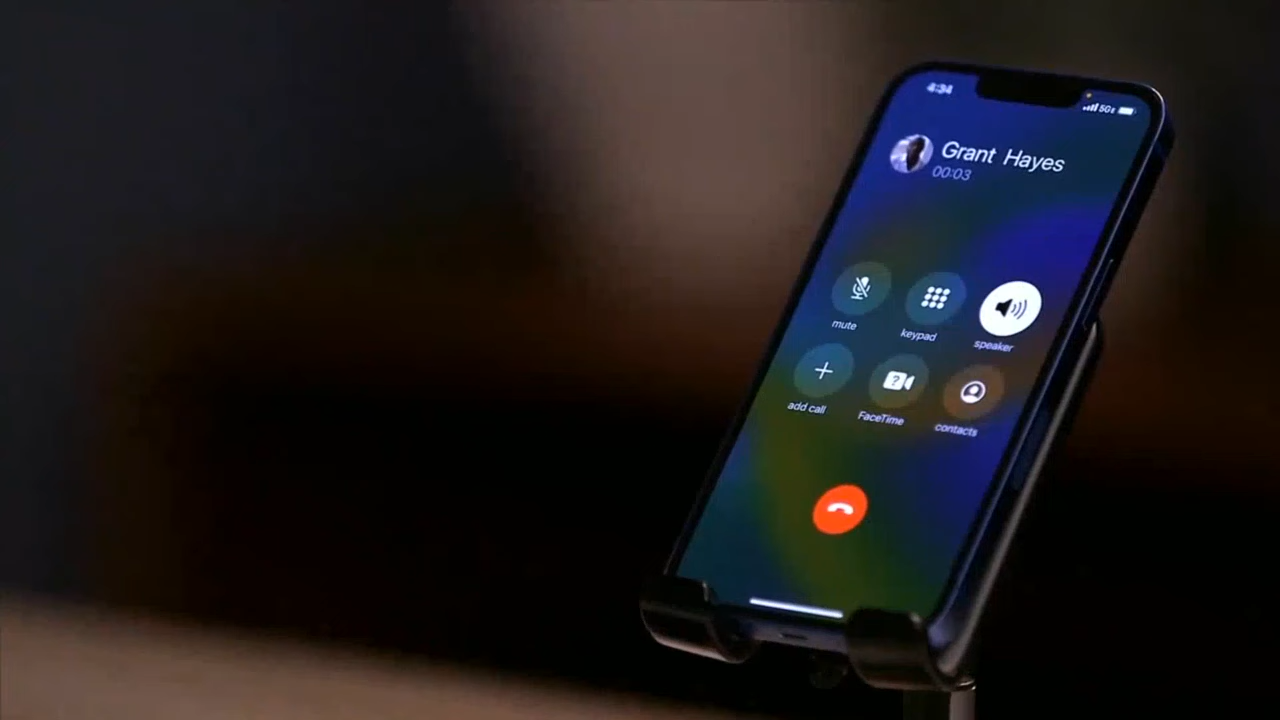 4:34
5G
Grant Hayes
00:03
mute
keypad
speaker
add call
FaceTime
contacts